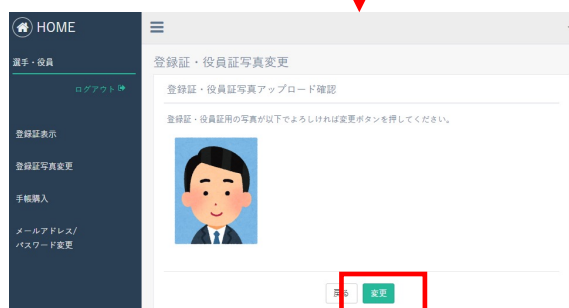 HOME
選手・役員
ログアウト
登録証表示
登録証写真変更
手帳購入
メールアドレス/
パスワード変更
登録証・役員証写真変更
登録証・役員証写真アップロード確認
登録証・役員証用の写真が以下でよろしければ変更ボタンを押してください。
戻る 変更